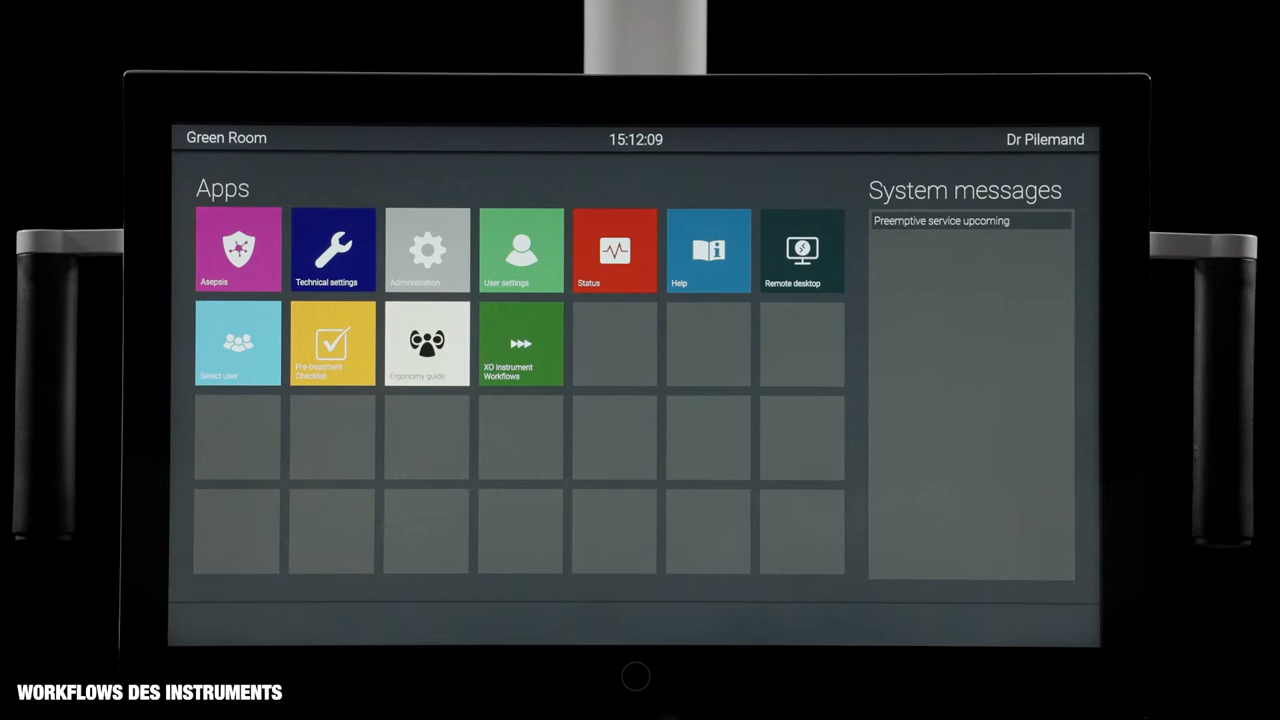 Green Room
15:12:09
Dr Pilemand
Apps
System messages
Preemptive service upcoming
Asepsis
Technical settings
Administration
User settings
Status
Help
Remote desktop
Select user
Pre-treatment
Checklist
Ergonomy guide
XO Instrument
Workflows
WORKFLOWS DES INSTRUMENTS